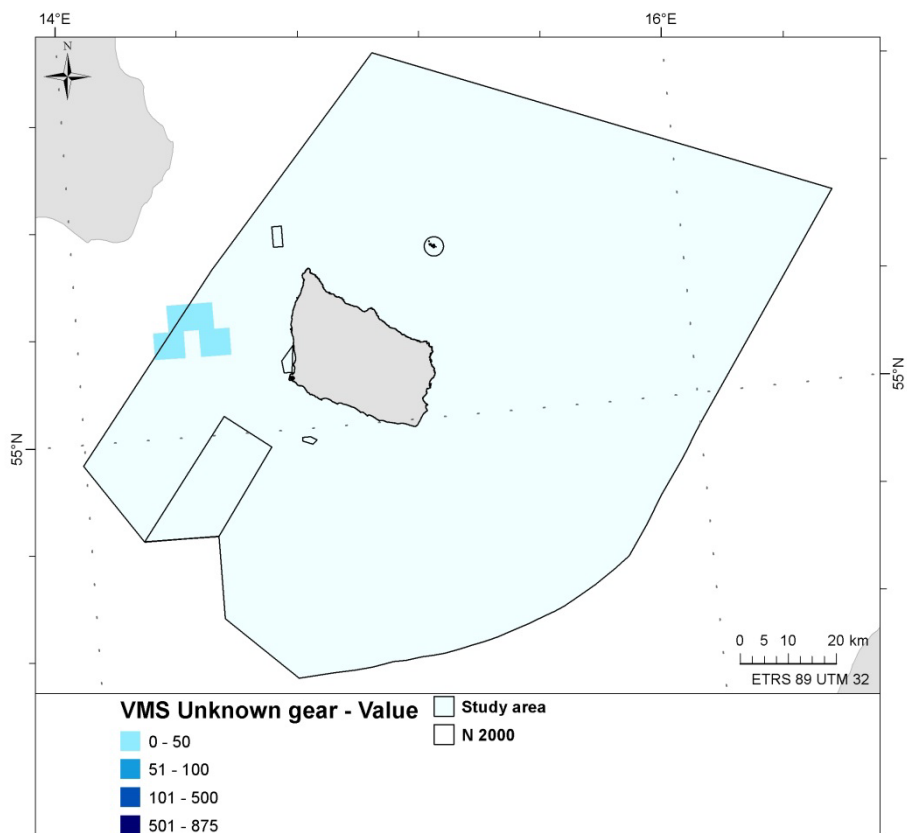 14°E 16°E
N
55°N
55°N
0 5 10 20 km
ETRS 89 UTM 32
VMS Unknown gear - Value
0 - 50
51 - 100
101 - 500
501 - 875
Study area
N 2000